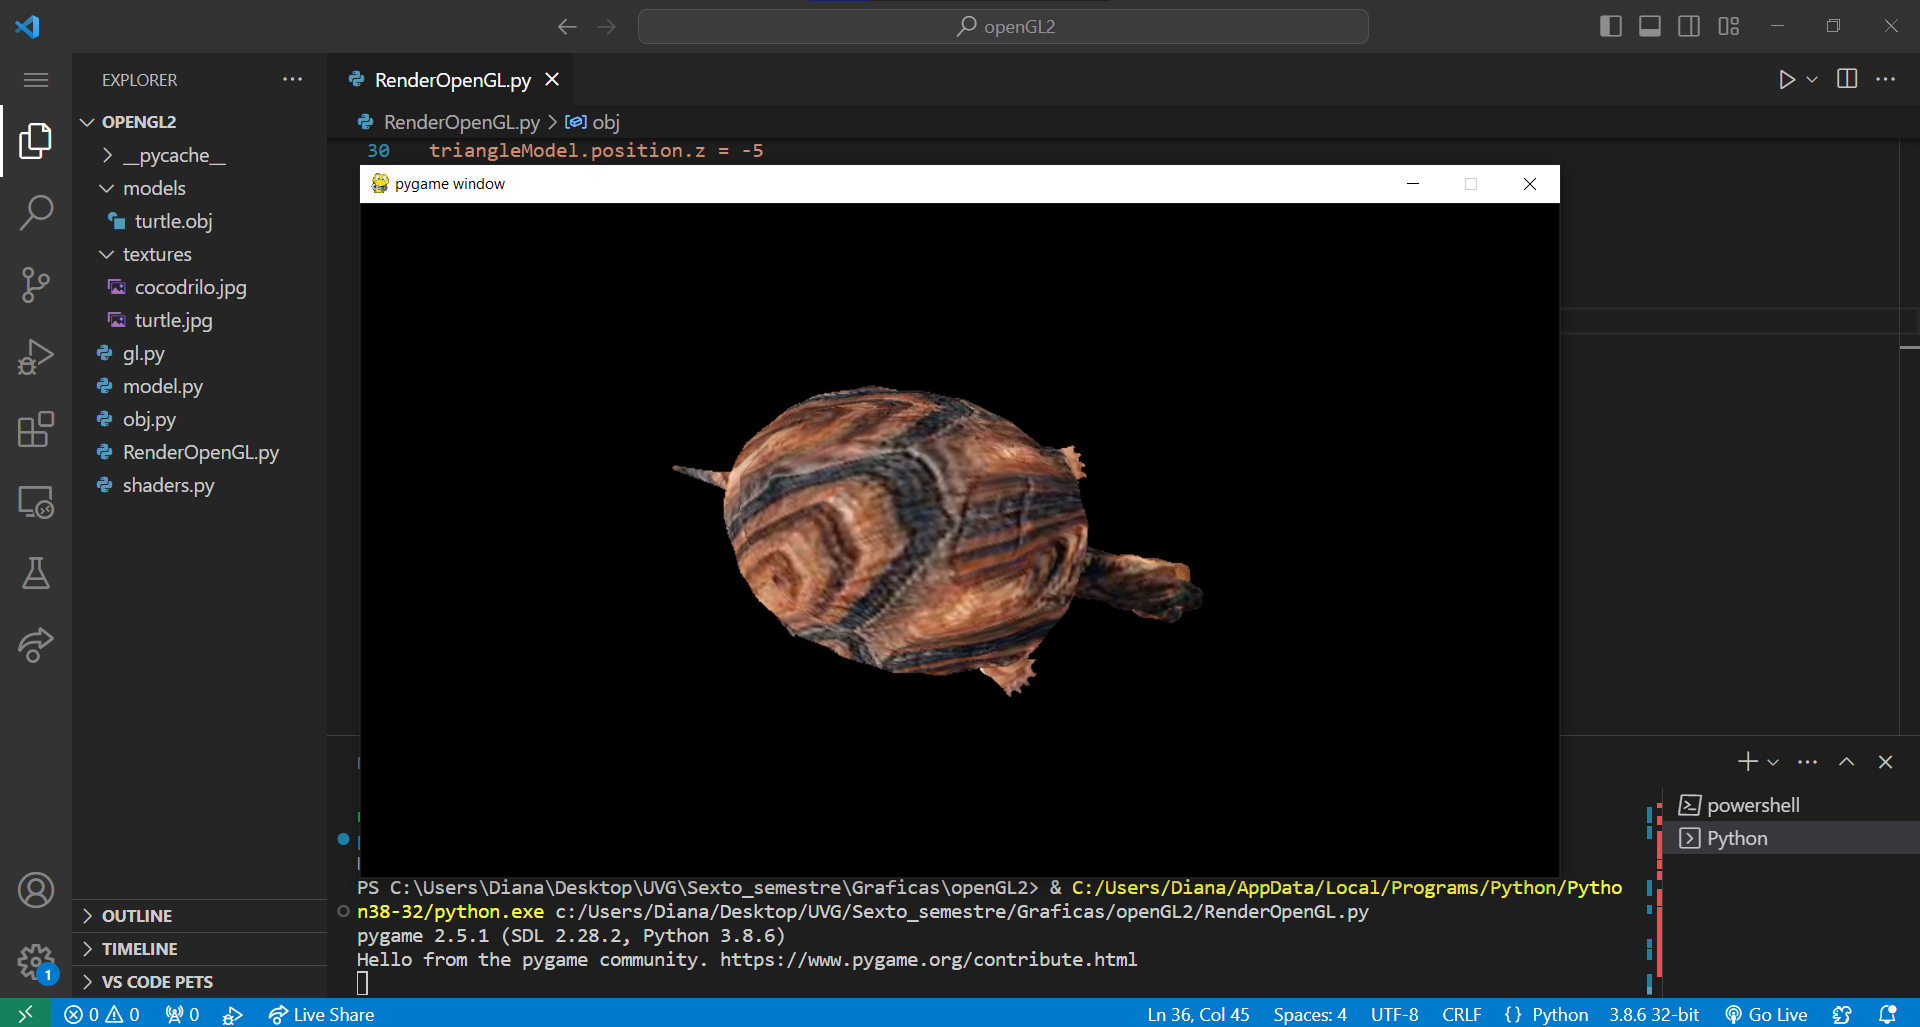 openGL2
EXPLORER
RenderOpenGL.py
OPENGL2
RenderOpenGL.py > obj
__pycache__
30 triangleModel.position.z = -5
models
pygame window
turtle.obj
textures
cocodrilo.jpg
turtle.jpg
gl.py
model.py
obj.py
RenderOpenGL.py
shaders.py
powershell
Python
PS C:\Users\Diana\Desktop\UVG\Sexto_semestre\Graficas\openGL2> & C:/Users/Diana/AppData/Local/Programs/Python/Pytho
n38-32/python.exe c:/Users/Diana/Desktop/UVG/Sexto_semestre/Graficas/openGL2/RenderOpenGL.py
pygame 2.5.1 (SDL 2.28.2, Python 3.8.6)
Hello from the pygame community. https://www.pygame.org/contribute.html
OUTLINE
TIMELINE
VS CODE PETS
1
0 0 0 Live Share Ln 36, Col 45 Spaces: 4 UTF-8 CRLF {} Python 3.8.6 32-bit Go Live